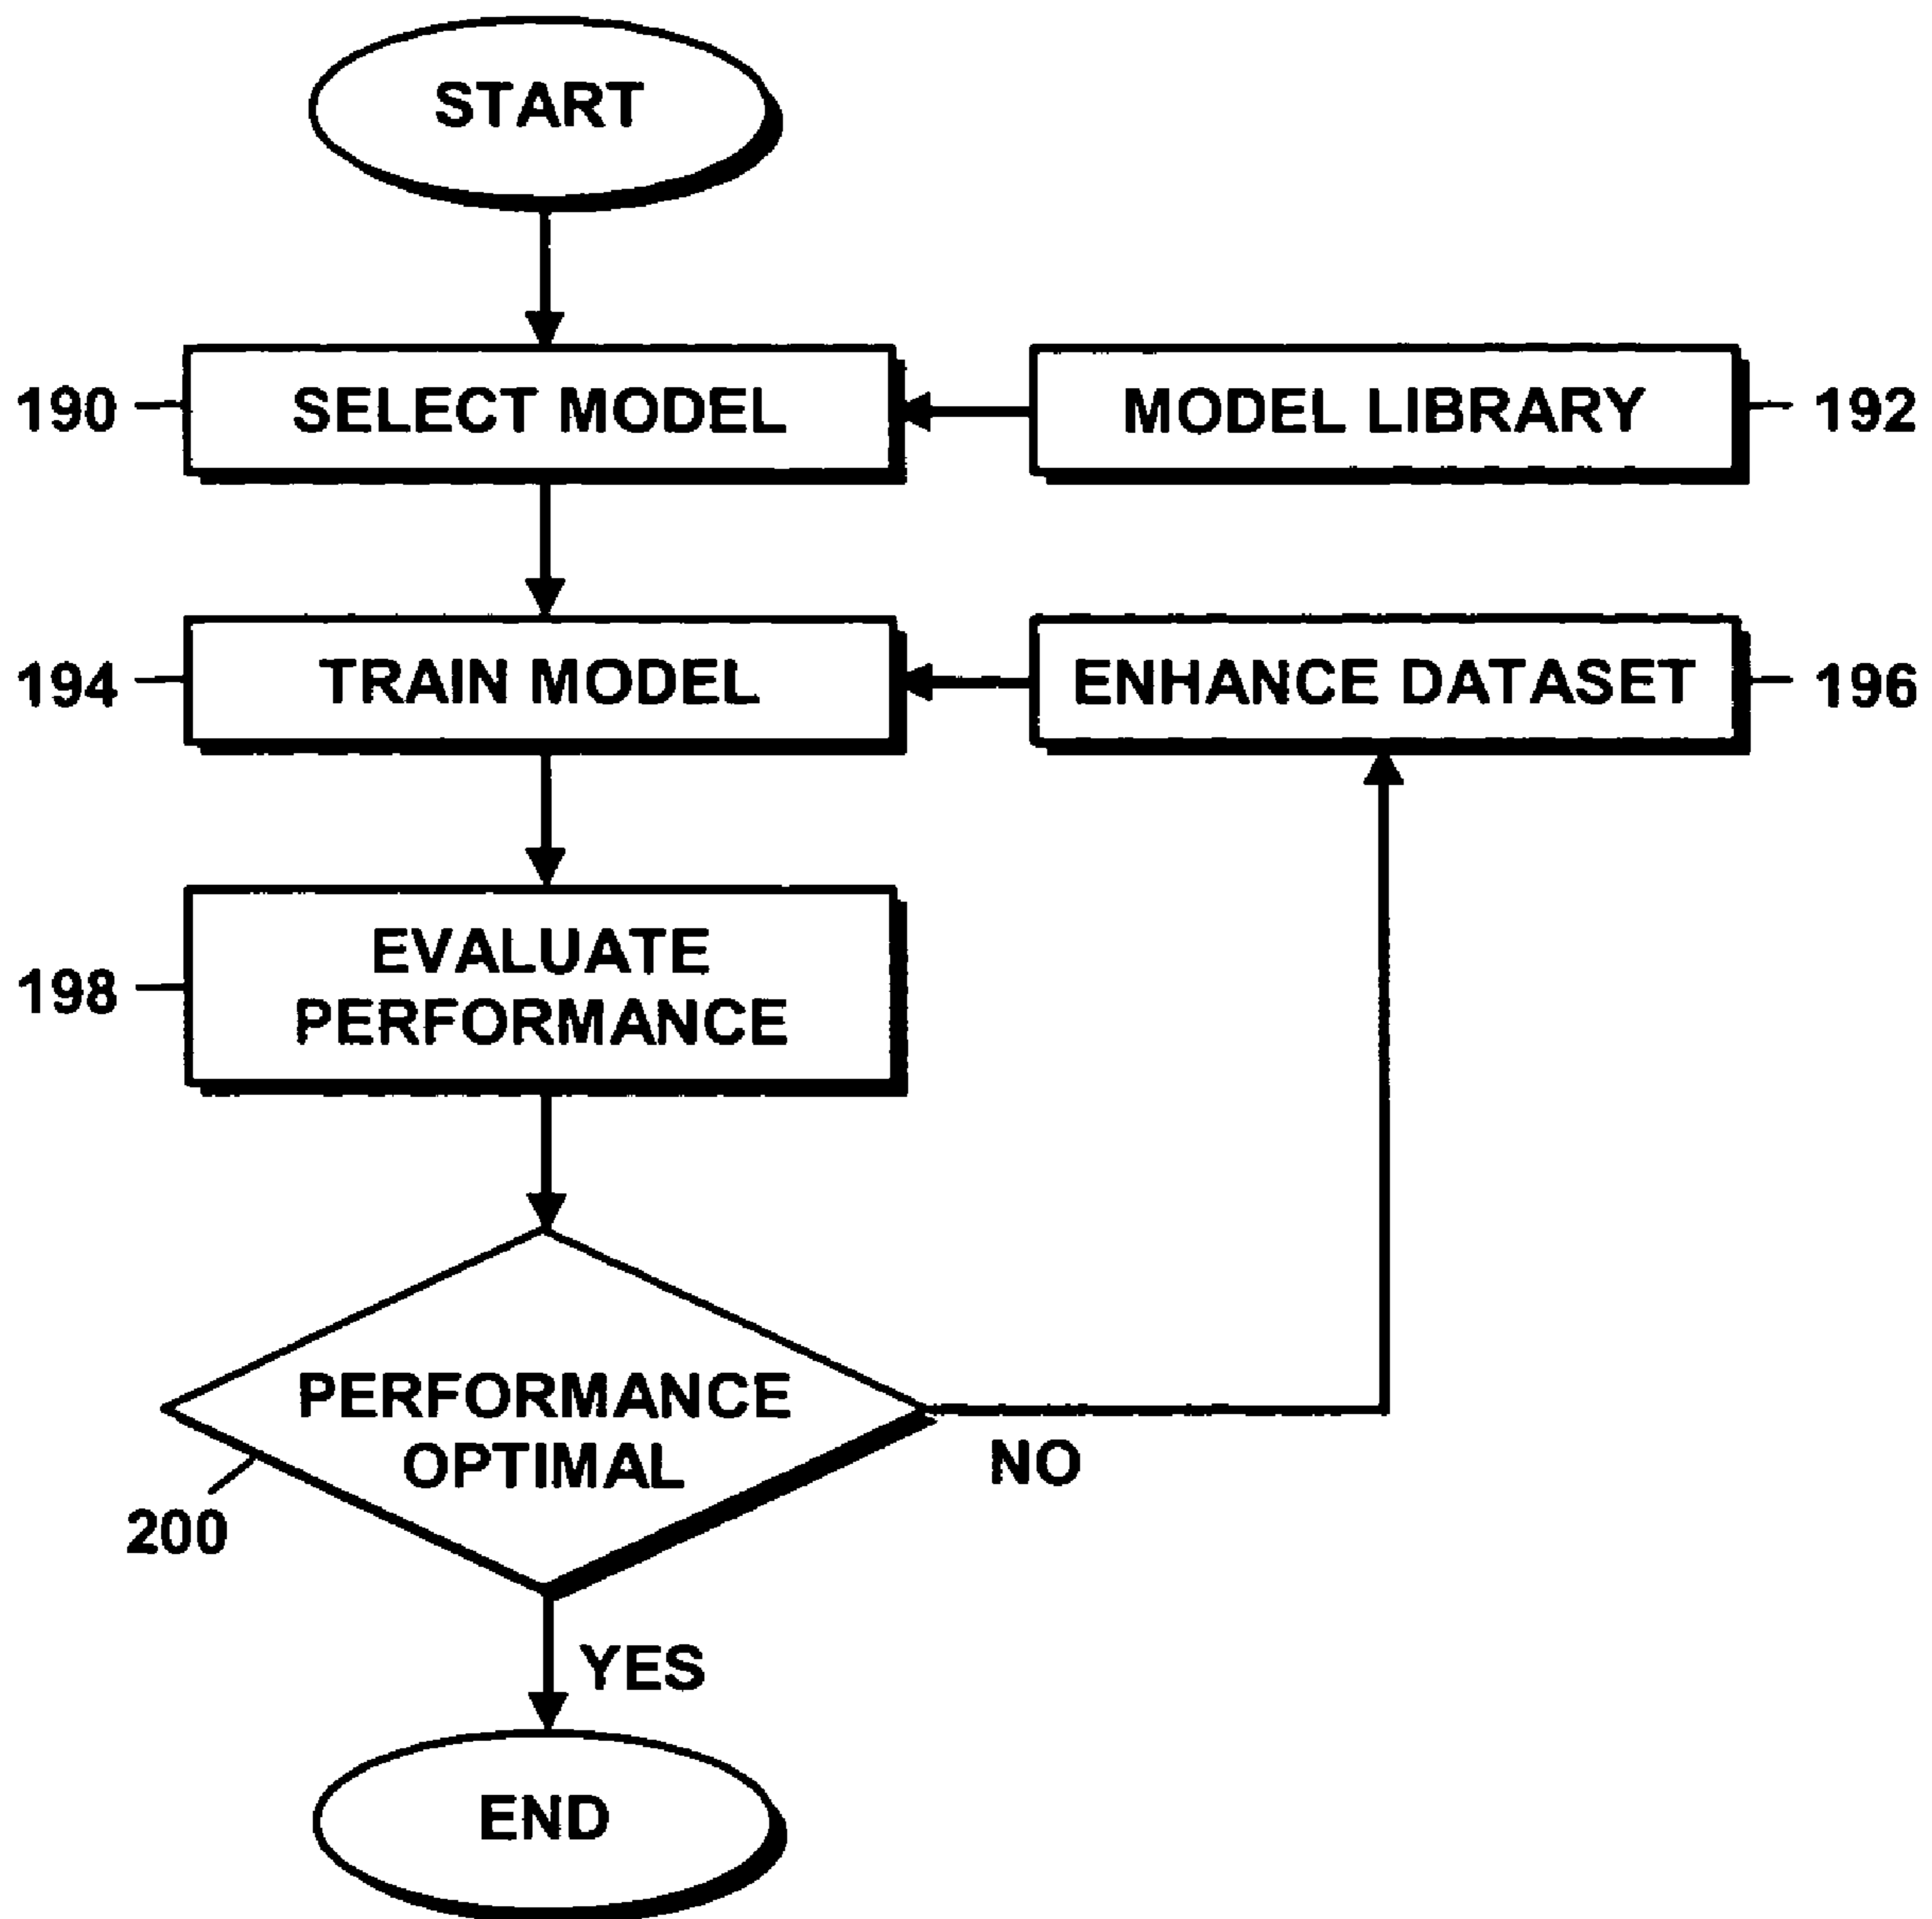 START
190
SELECT MODEL
MODEL LIBRARY
192
194
TRAIN MODEL
ENHANCE DATASET
196
198
EVALUATE
PERFORMANCE
PERFORMANCE
OPTIMAL
NO
200
YES
END